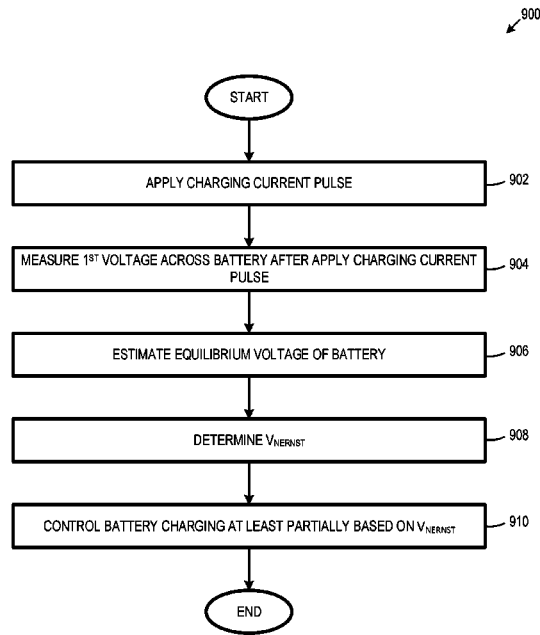 900
START
APPLY CHARGING CURRENT PULSE
902
MEASURE 1ST VOLTAGE ACROSS BATTERY AFTER APPLY CHARGING CURRENT
PULSE
904
ESTIMATE EQUILIBRIUM VOLTAGE OF BATTERY
906
DETERMINE VNERNST
908
CONTROL BATTERY CHARGING AT LEAST PARTIALLY BASED ON VNERNST
910
END